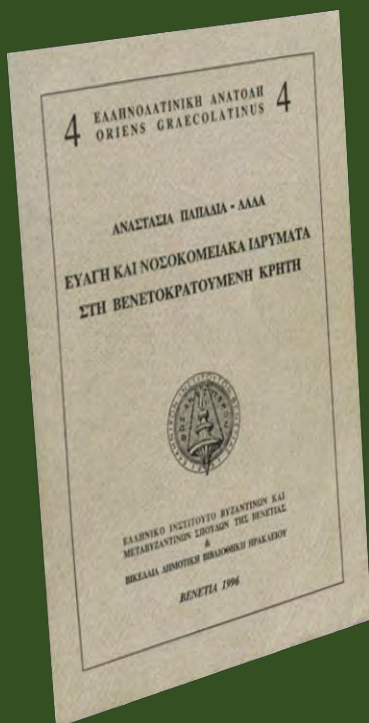 4 ΕΛΛΗΝΟΛΑΤΙΝΙΚΗ ΑΝΑΤΟΛΗ 4
ORIENS GRAECOLATINUS
ΑΝΑΣΤΑΣΙΑ ΠΑΠΑΔΙΑ - ΛΑΛΑ
ΕΥΑΓΗ ΚΑΙ ΝΟΣΟΚΟΜΕΙΑΚΑ ΙΔΡΥΜΑΤΑ
ΣΤΗ ΒΕΝΕΤΟΚΡΑΤΟΥΜΕΝΗ ΚΡΗΤΗ
ΕΛΛΗΝΙΚΟ ΙΝΣΤΙΤΟΥΤΟ ΒΥΖΑΝΤΙΝΩΝ ΚΑΙ
ΜΕΤΑΒΥΖΑΝΤΙΝΩΝ ΣΠΟΥΔΩΝ ΤΗΣ ΒΕΝΕΤΙΑΣ
&
ΒΙΚΕΛΑΙΑ ΔΗΜΟΤΙΚΗ ΒΙΒΛΙΟΘΗΚΗ ΗΡΑΚΛΕΙΟΥ
ΒΕΝΕΤΙΑ 1996